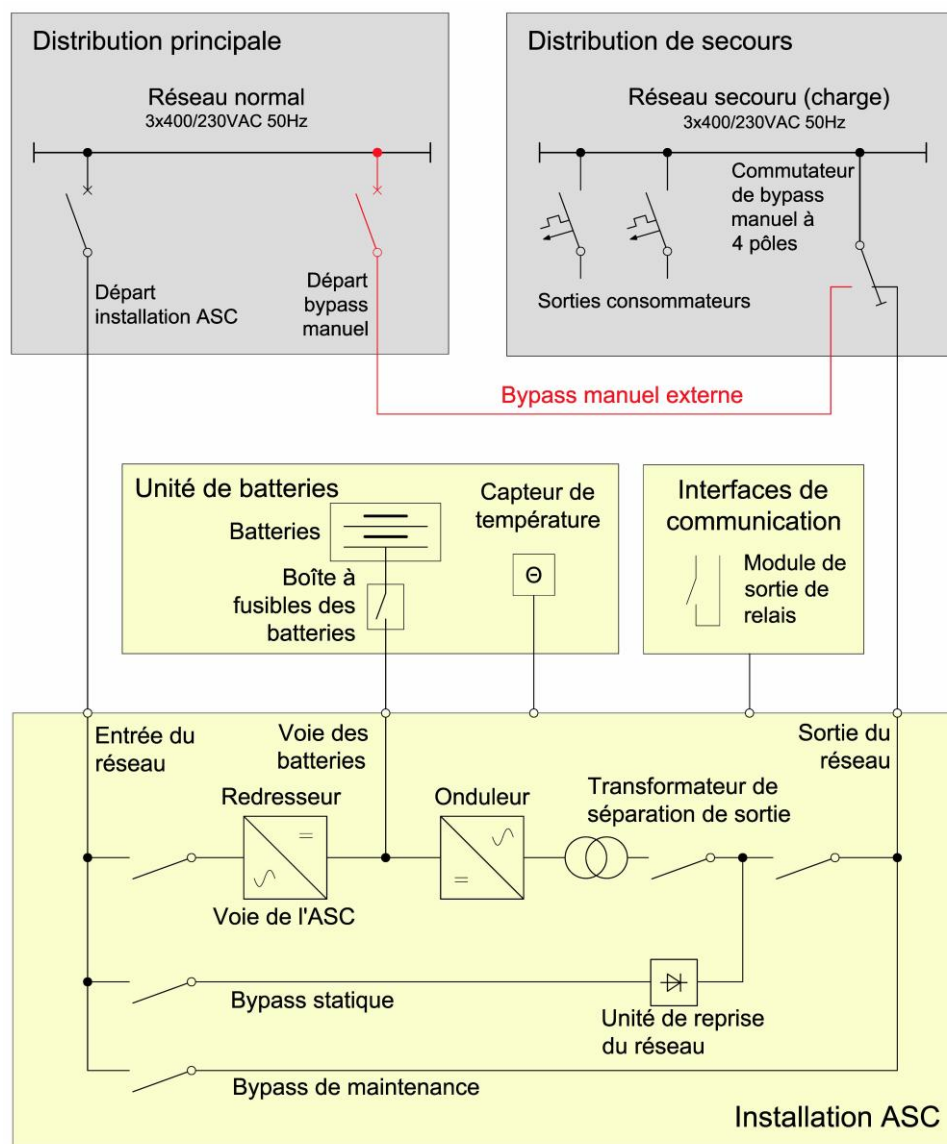 Distribution principale
Réseau normal
3x400/230VAC 50Hz
Départ
installation ASC
Départ
bypass
manuel
Distribution de secours
Réseau secouru (charge)
3x400/230VAC 50Hz
Commutateur
de bypass
manuel à
4 pôles
Sorties consommateurs
Bypass manuel externe
Unité de batteries
Batteries
Boîte à
fusibles des
batteries
Capteur de
température
Θ
Interfaces de
communication
Module de
sortie de
relais
Entrée du
réseau
Voie des
batteries
Sortie du
réseau
Redresseur
Onduleur
Transformateur de
séparation de sortie
Voie de l'ASC
Bypass statique
Unité de reprise
du réseau
Bypass de maintenance
Installation ASC